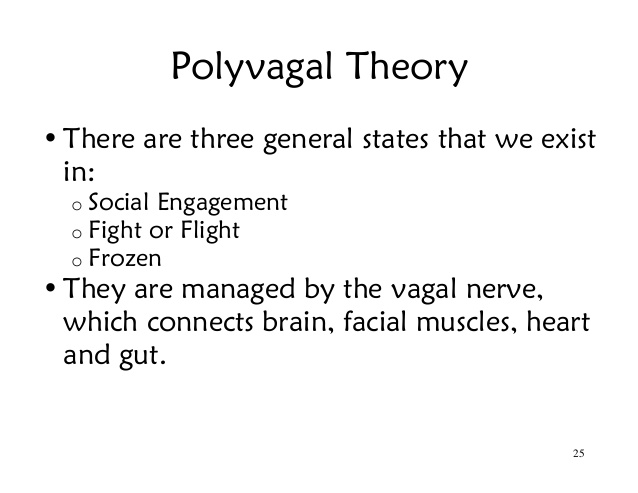 Polyvagal Theory
• There are three general states that we exist
in:
o Social Engagement
o Fight or Flight
o Frozen
• They are managed by the vagal nerve,
which connects brain, facial muscles, heart
and gut.
25